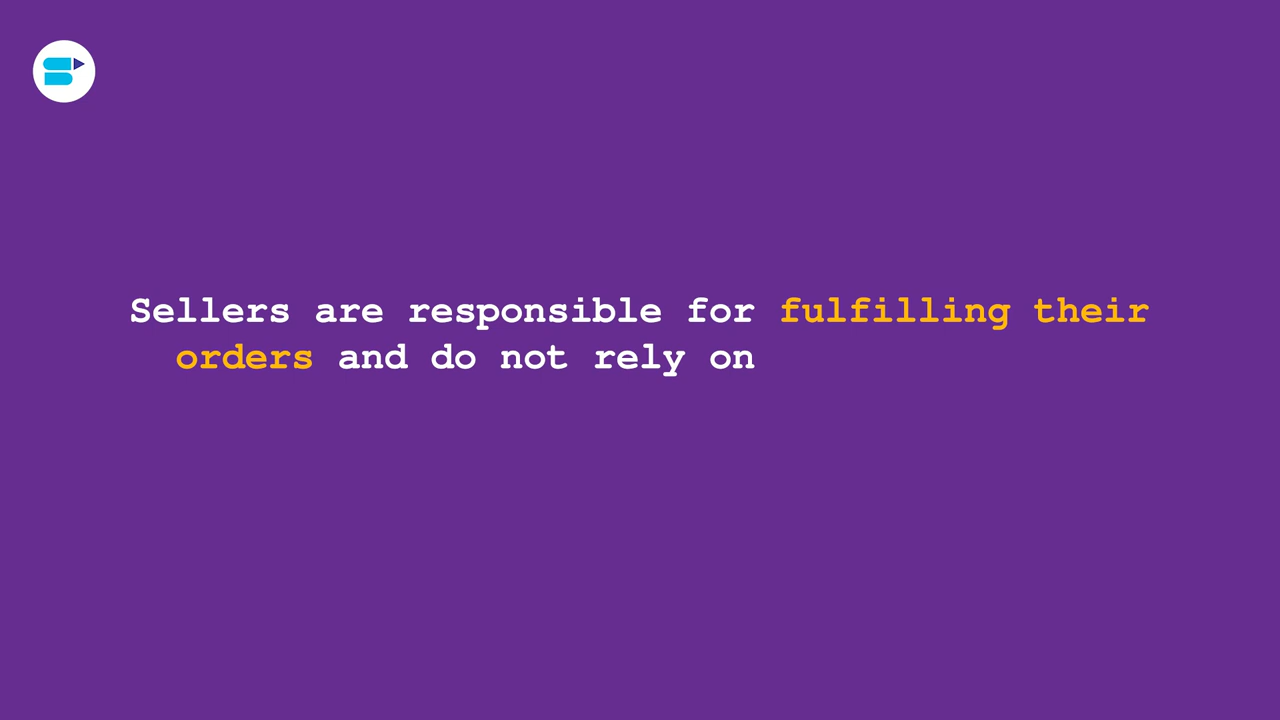 Sellers are responsible for fulfilling their
orders and do not rely on